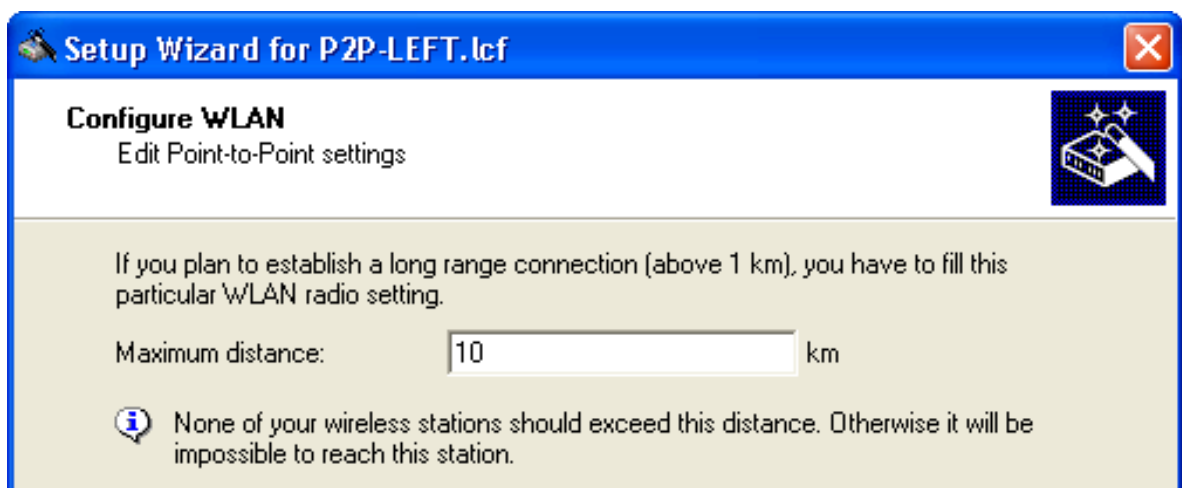 Setup Wizard for P2P-LEFT.lcf
Configure WLAN
Edit Point-to-Point settings
If you plan to establish a long range connection (above 1 km), you have to fill this
particular WLAN radio setting.
Maximum distance: 10 km
None of your wireless stations should exceed this distance. Otherwise it will be
impossible to reach this station.